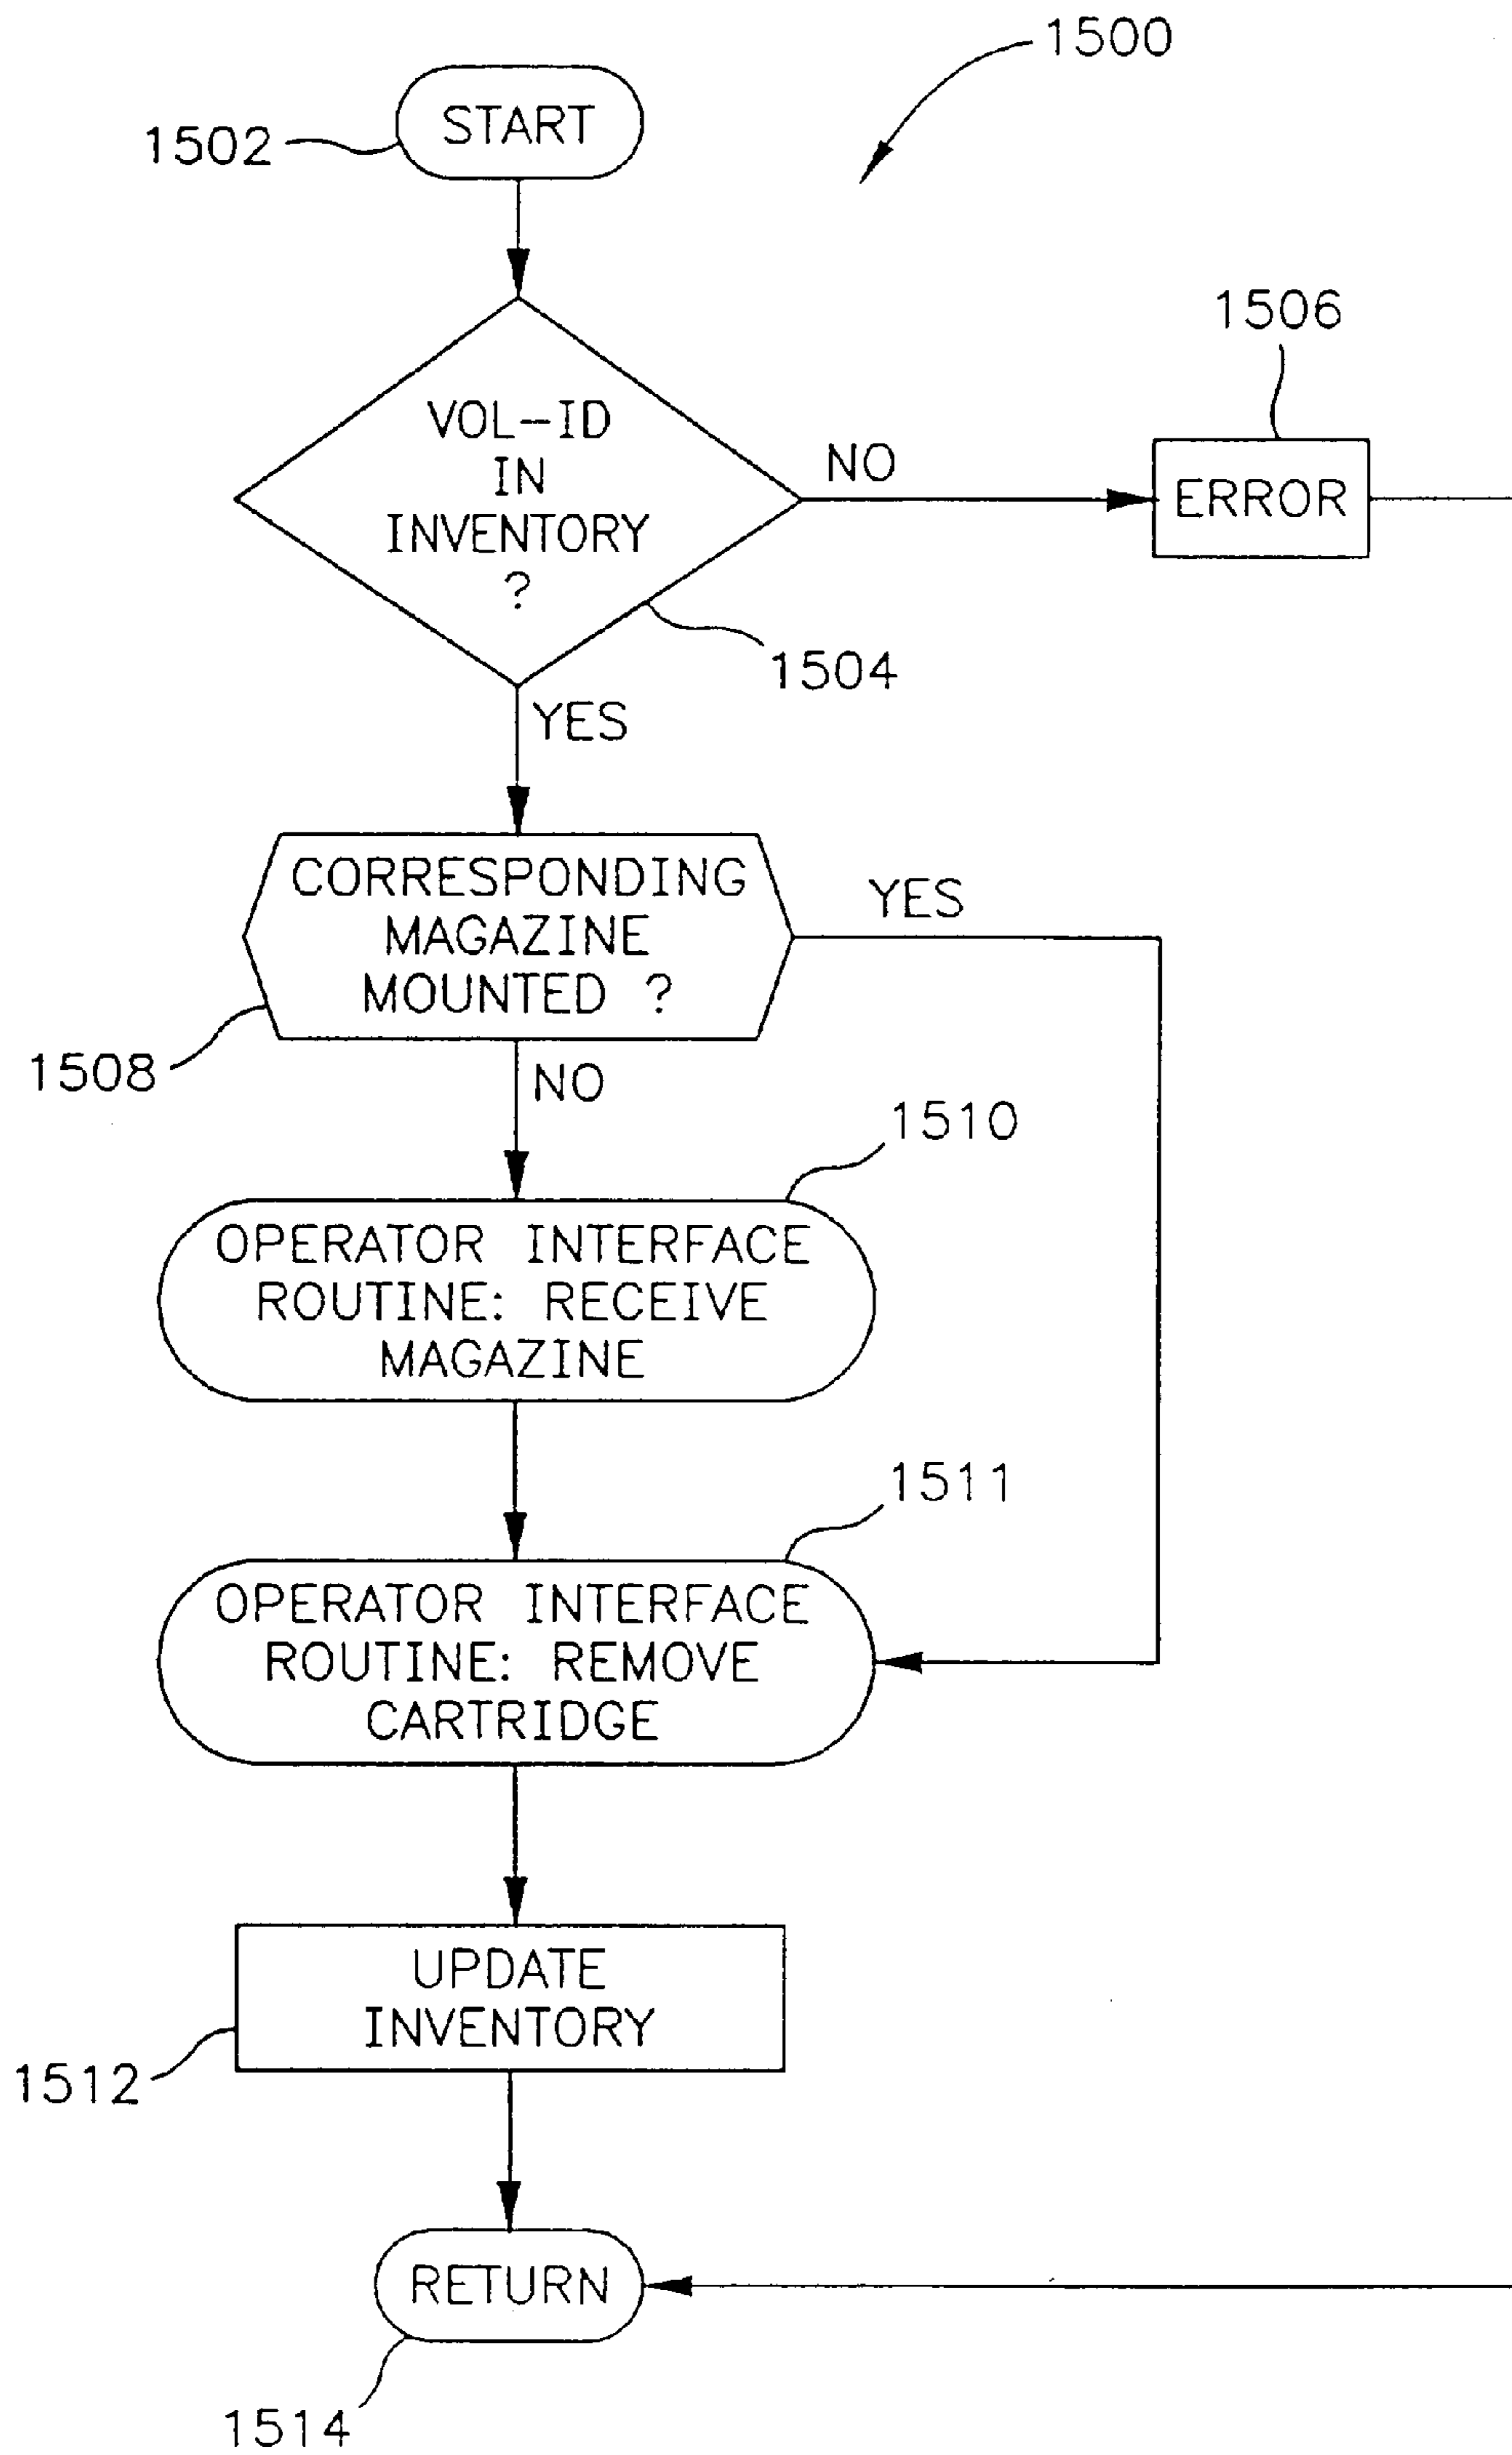 1500
START
1502
1506
VOL-ID
IN
INVENTORY
?
NO
ERROR
1504
YES
CORRESPONDING
MAGAZINE
MOUNTED ?
YES
1508
NO
1510
OPERATOR INTERFACE
ROUTINE: RECEIVE
MAGAZINE
1511
OPERATOR INTERFACE
ROUTINE: REMOVE
CARTRIDGE
UPDATE
INVENTORY
1512
RETURN
1514